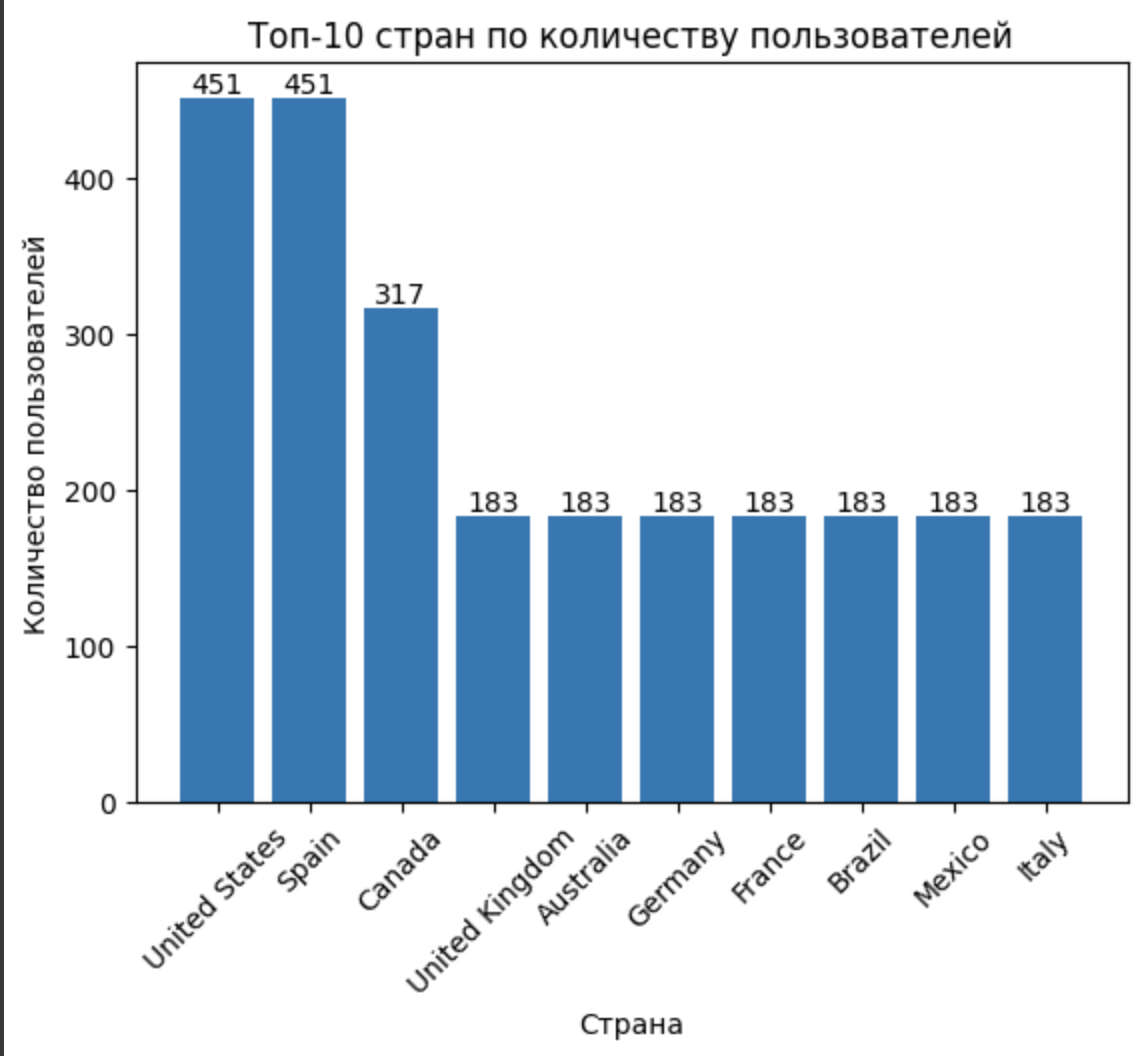 Топ-10 стран по количеству пользователей
451 451
317
183 183 183 183 183 183 183
Количество пользователей
400
300
200
100
0
United States Spain Canada United Kingdom Australia Germany France Brazil Mexico Italy
Страна